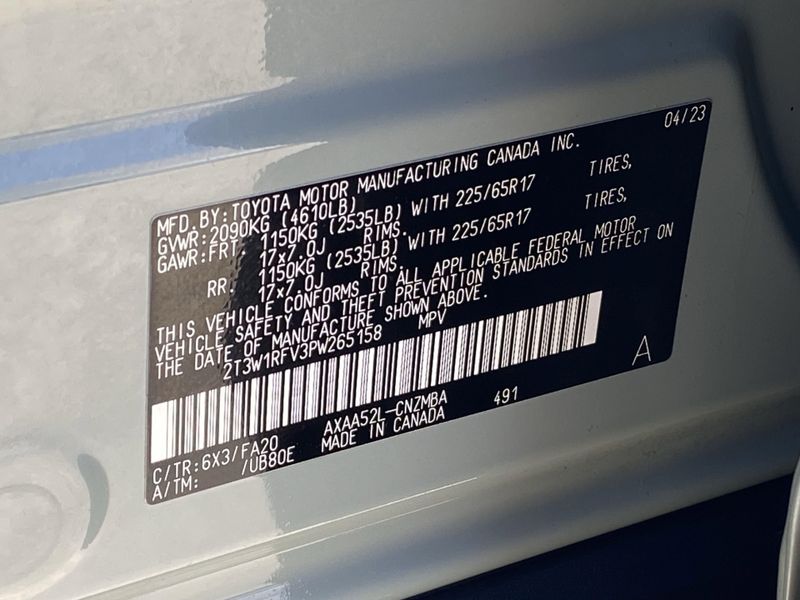 04/23
MFD.BY:TOYOTA MOTOR MANUFACTURING CANADA INC.
GVWR:2090KG (4610LB)
GAWR:FRT. 1150KG (2535LB) WITH 225/65R17 TIRES,
17x7.0J RIMS.
RR. 1150KG (2535LB) WITH 225/65R17 TIRES,
17x7.0J RIMS.
THIS VEHICLE CONFORMS TO ALL APPLICABLE FEDERAL MOTOR
VEHICLE SAFETY AND THEFT PREVENTION STANDARDS IN EFFECT ON
THE DATE OF MANUFACTURE SHOWN ABOVE.
2T3W1RFV3PW265158 MPV
A
C/TR:6X3/FA20 AXAA52L-CNZMBA 491
A/TM: /UB80E MADE IN CANADA